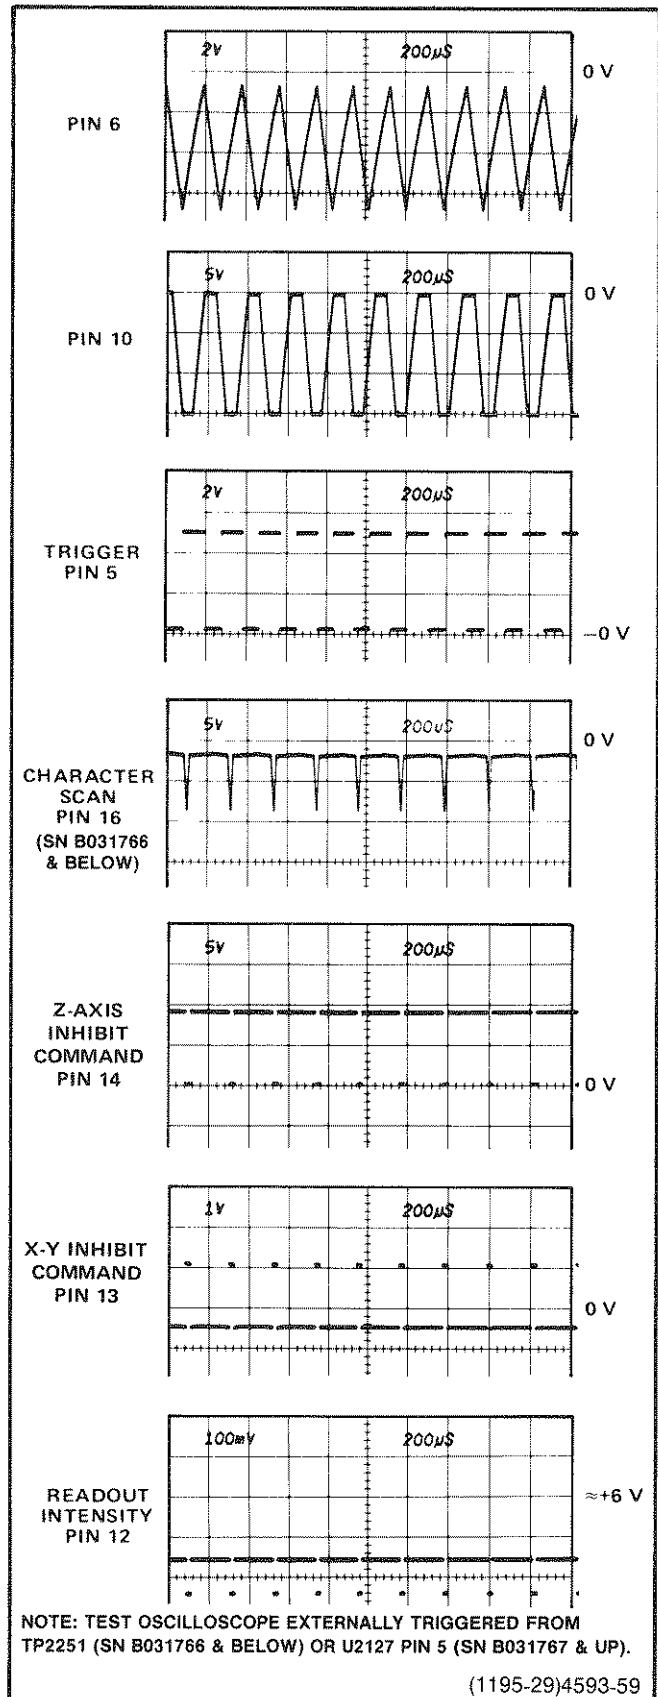 2V 200µS 0 V
PIN 6
5V 200µS 0 V
PIN 10
2V 200µS
TRIGGER
PIN 5
—0 V
5V 200µS 0 V
CHARACTER
SCAN
PIN 16
(SN B031766
& BELOW)
5V 200µS
Z-AXIS
INHIBIT
COMMAND
PIN 14
0 V
1V 200µS
X-Y INHIBIT
COMMAND
PIN 13
0 V
100mV 200µS
READOUT
INTENSITY
PIN 12
≈+6 V
NOTE: TEST OSCILLOSCOPE EXTERNALLY TRIGGERED FROM
TP2251 (SN B031766 & BELOW) OR U2127 PIN 5 (SN B031767 & UP).
(1195-29)4593-59